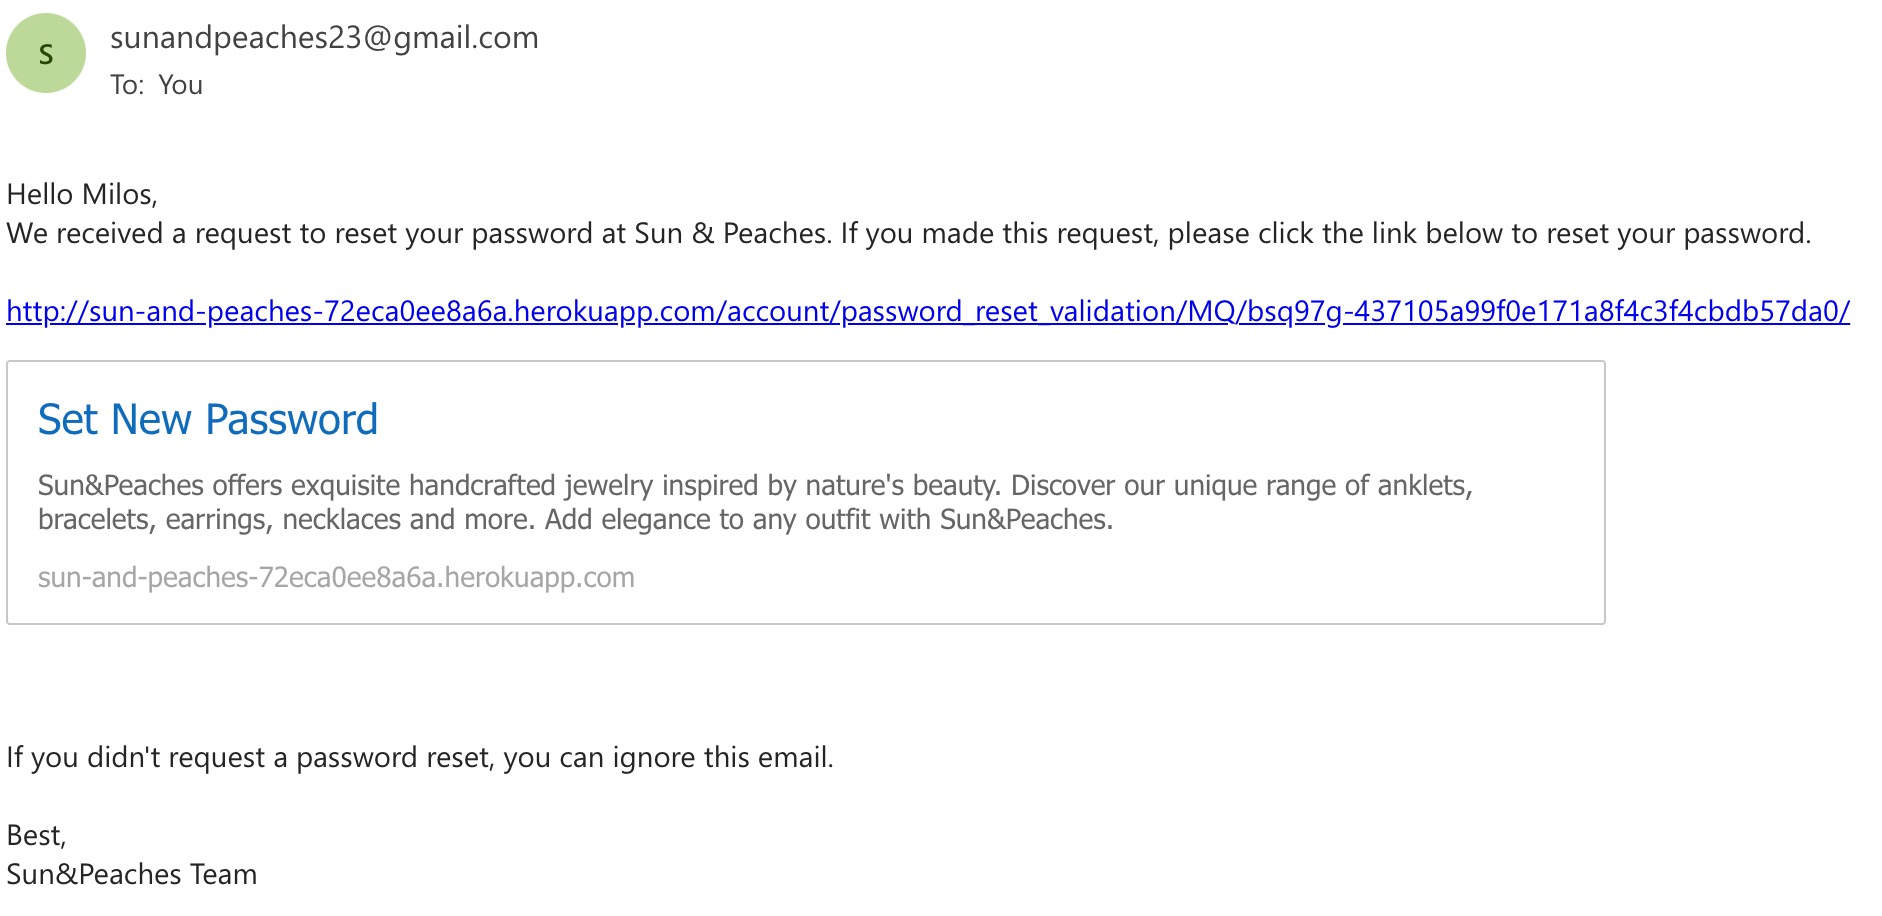 S
sunandpeaches23@gmail.com
To: You
Hello Milos,
We received a request to reset your password at Sun & Peaches. If you made this request, please click the link below to reset your password.
http://sun-and-peaches-72eca0ee8a6a.herokuapp.com/account/password_reset_validation/MQ/bsq97g-437105a99f0e171a8f4c3f4cbdb57da0/
Set New Password
Sun&Peaches offers exquisite handcrafted jewelry inspired by nature's beauty. Discover our unique range of anklets,
bracelets, earrings, necklaces and more. Add elegance to any outfit with Sun&Peaches.
sun-and-peaches-72eca0ee8a6a.herokuapp.com
If you didn't request a password reset, you can ignore this email.
Best,
Sun&Peaches Team